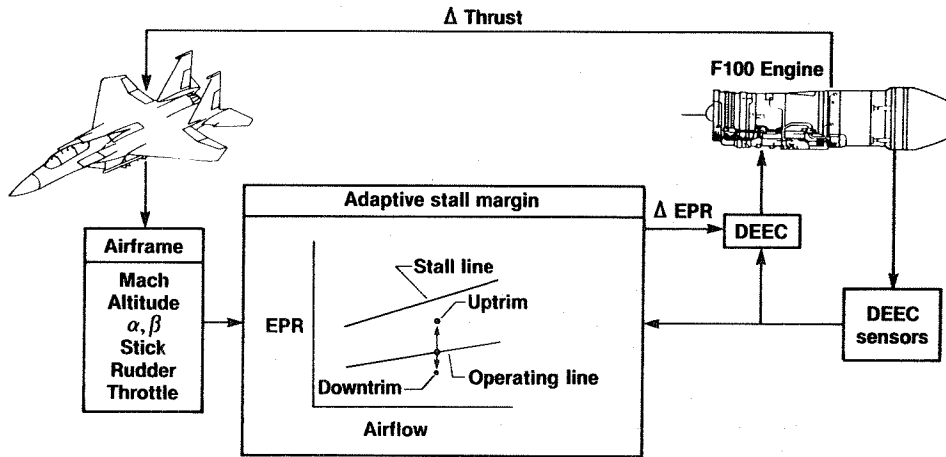 Δ Thrust
F100 Engine
Airframe
Mach
Altitude
α, β
Stick
Rudder
Throttle
Adaptive stall margin
EPR
Stall line
Uptrim
Downtrim
Operating line
Airflow
Δ EPR
DEEC
DEEC
sensors